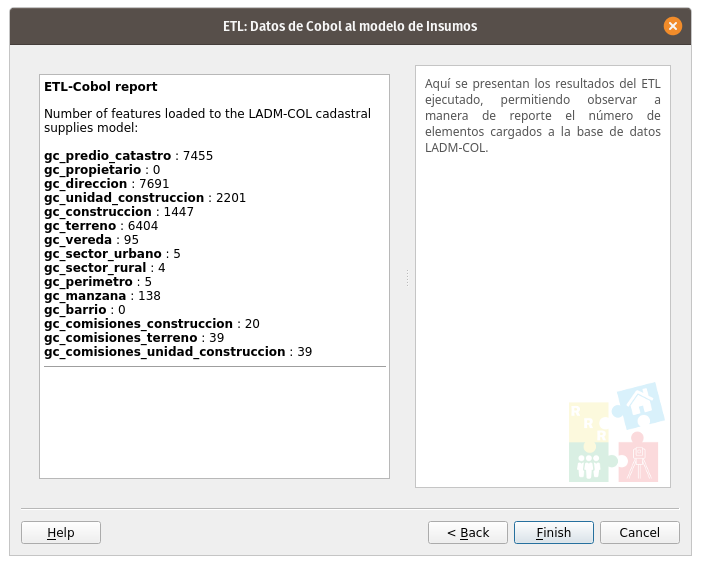 ETL: Datos de Cobol al modelo de Insumos
ETL-Cobol report
Number of features loaded to the LADM-COL cadastral
supplies model:
gc_predio_catastro : 7455
gc_propietario : 0
gc_direccion : 7691
gc_unidad_construccion : 2201
gc_construccion : 1447
gc_terreno : 6404
gc_vereda : 95
gc_sector_urbano : 5
gc_sector_rural : 4
gc_perimetro : 5
gc_manzana : 138
gc_barrio : 0
gc_comisiones_construccion : 20
gc_comisiones_terreno : 39
gc_comisiones_unidad_construccion : 39
Aquí se presentan los resultados del ETL
ejecutado, permitiendo observar a
manera de reporte el número de
elementos cargados a la base de datos
LADM-COL.
R
R
R
Help
< Back
Finish
Cancel